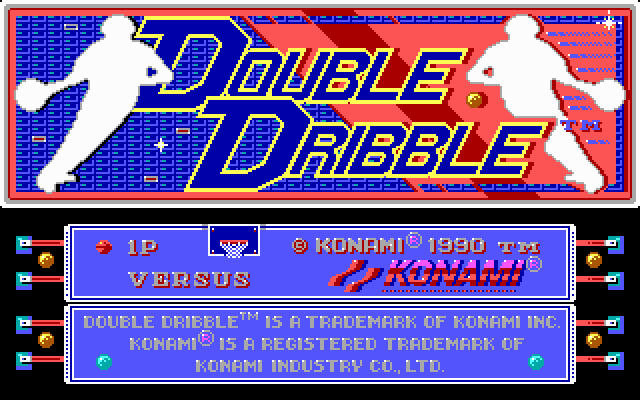 DOUBLE
DRIBBLE
TM
1P © KONAMI® 1990 TM
VERSUS KONAMI®
DOUBLE DRIBBLE™ IS A TRADEMARK OF KONAMI INC.
KONAMI® IS A REGISTERED TRADEMARK OF
KONAMI INDUSTRY CO., LTD.